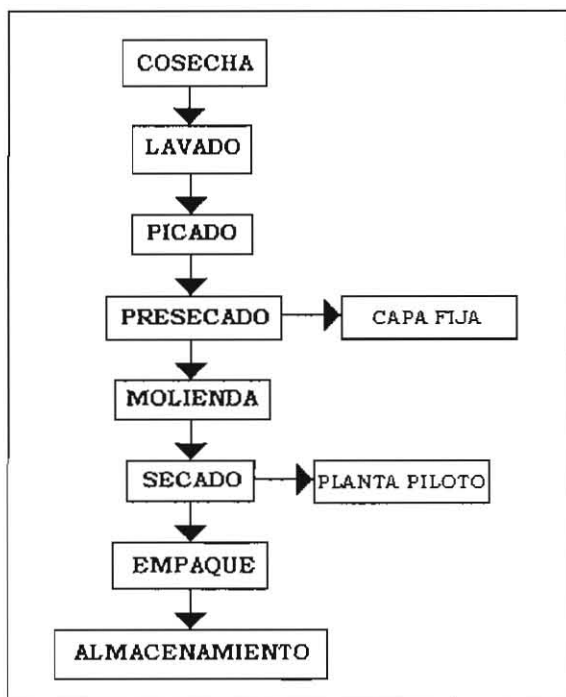 COSECHA
LAVADO
PICADO
PRESECADO
CAPA FIJA
MOLIENDA
SECADO
PLANTA PILOTO
EMPAQUE
ALMACENAMIENTO